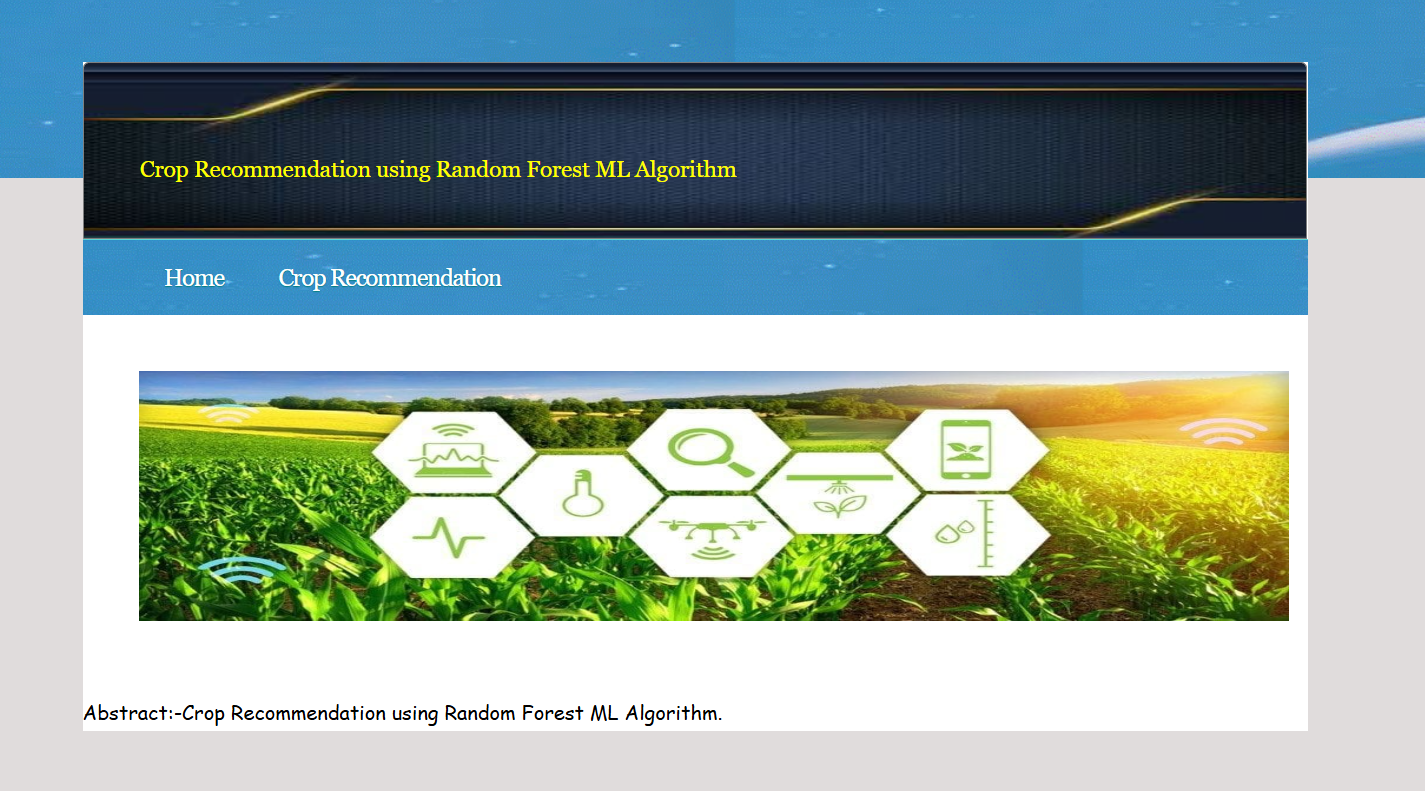 Crop Recommendation using Random Forest ML Algorithm
Home Crop Recommendation
Abstract:-Crop Recommendation using Random Forest ML Algorithm.